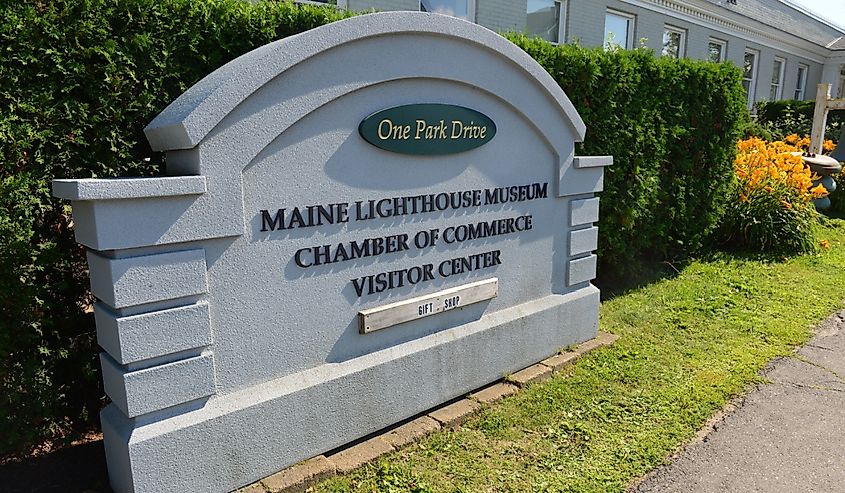 One Park Drive
MAINE LIGHTHOUSE MUSEUM
CHAMBER OF COMMERCE
VISITOR CENTER
GIFT SHOP